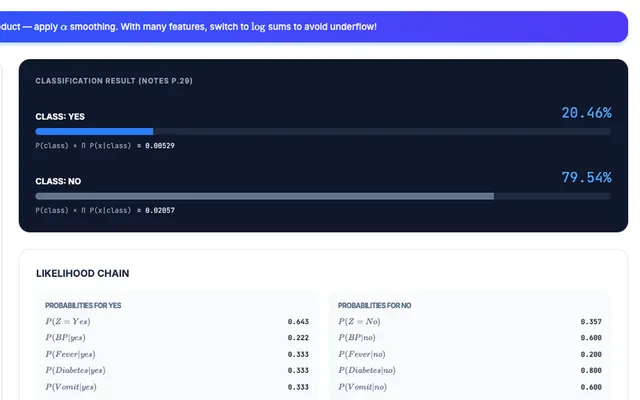 duct — apply α smoothing. With many features, switch to log sums to avoid underflow!
CLASSIFICATION RESULT (NOTES P.29)
CLASS: YES 20.46%
P(class) × Π P(x|class) = 0.00529
CLASS: NO 79.54%
P(class) × Π P(x|class) = 0.02057
LIKELIHOOD CHAIN
PROBABILITIES FOR YES
P(Z = Yes) 0.643
P(BP|yes) 0.222
P(Fever|yes) 0.333
P(Diabetes|yes) 0.333
P(Vomit|yes) 0.333
PROBABILITIES FOR NO
P(Z = No) 0.357
P(BP|no) 0.600
P(Fever|no) 0.200
P(Diabetes|no) 0.800
P(Vomit|no) 0.600